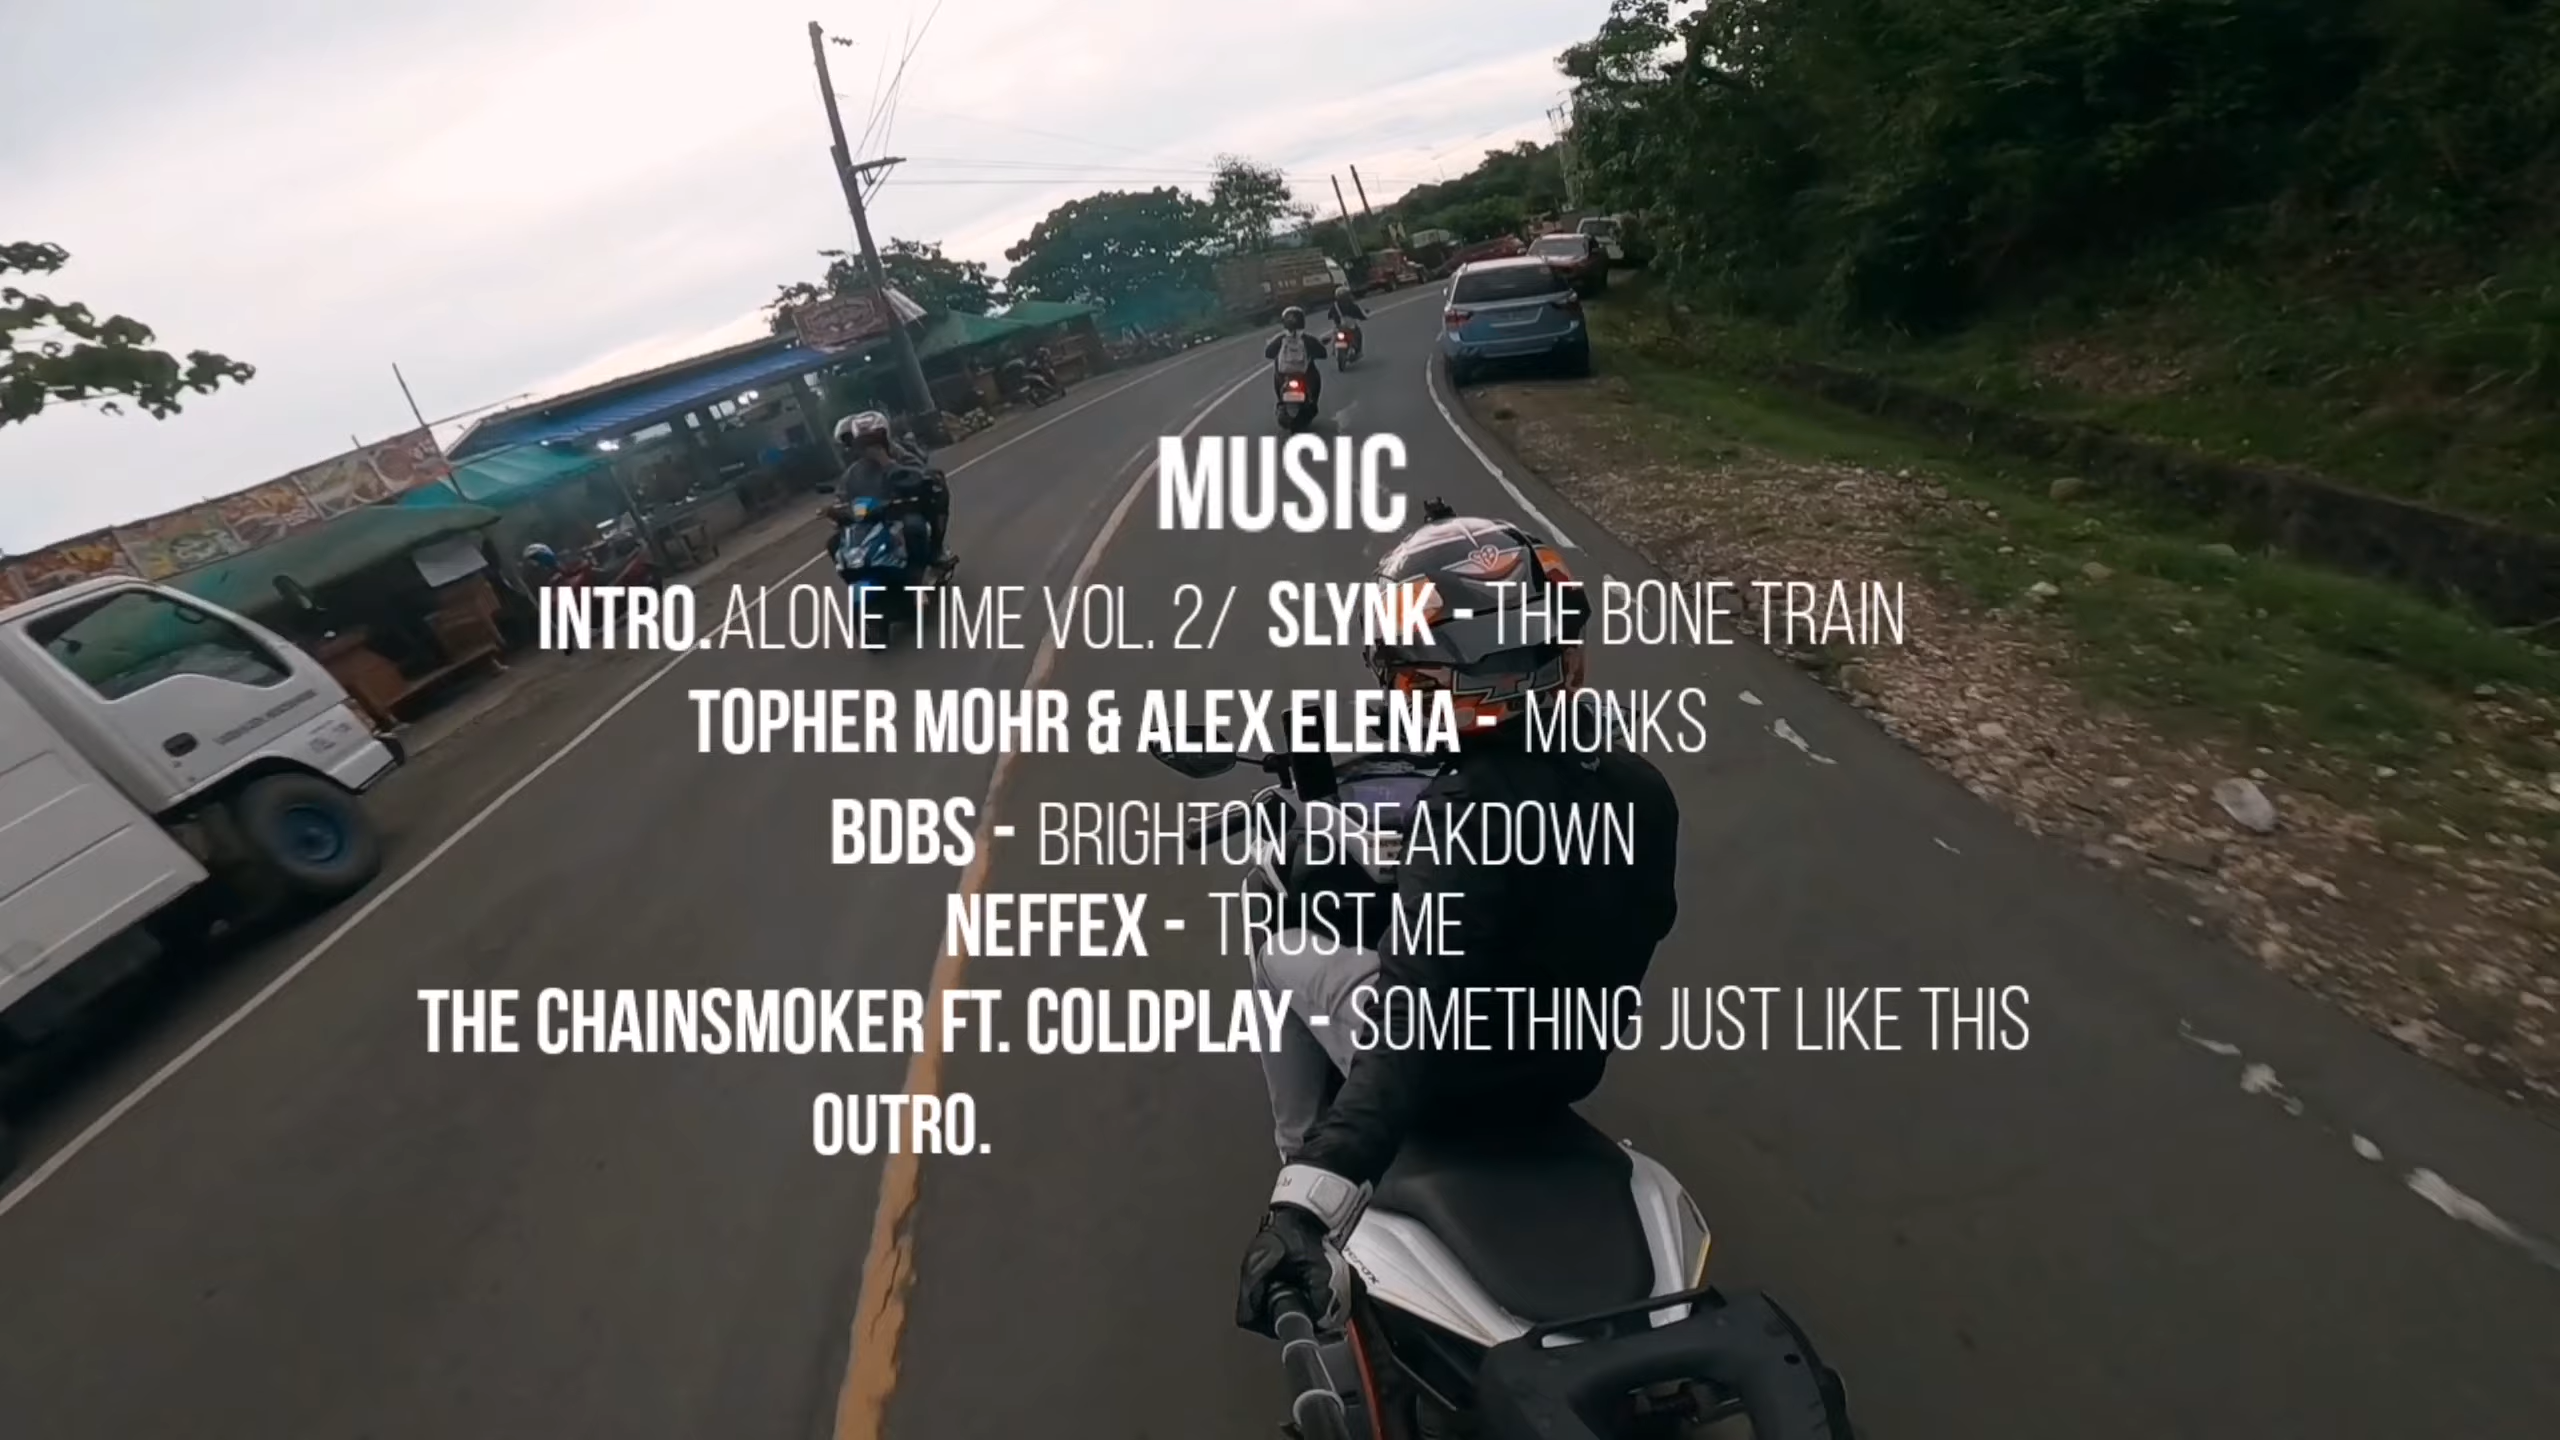 MUSIC
INTRO. ALONE TIME VOL. 2/ SLYNK - THE BONE TRAIN
TOPHER MOHR & ALEX ELENA - MONKS
BDBS - BRIGHTON BREAKDOWN
NEFFEX - TRUST ME
THE CHAINSMOKER FT. COLDPLAY - SOMETHING JUST LIKE THIS
OUTRO.